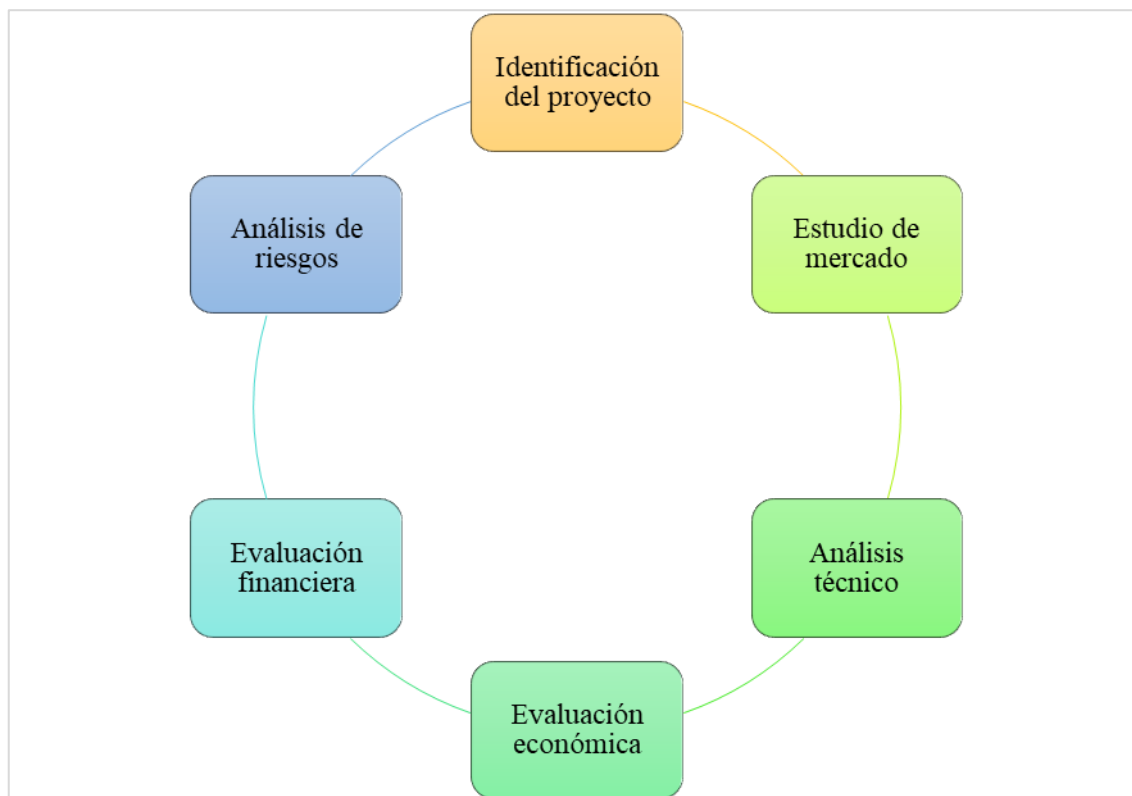 Identificación
del proyecto
Estudio de
mercado
Análisis
técnico
Evaluación
económica
Evaluación
financiera
Análisis de
riesgos